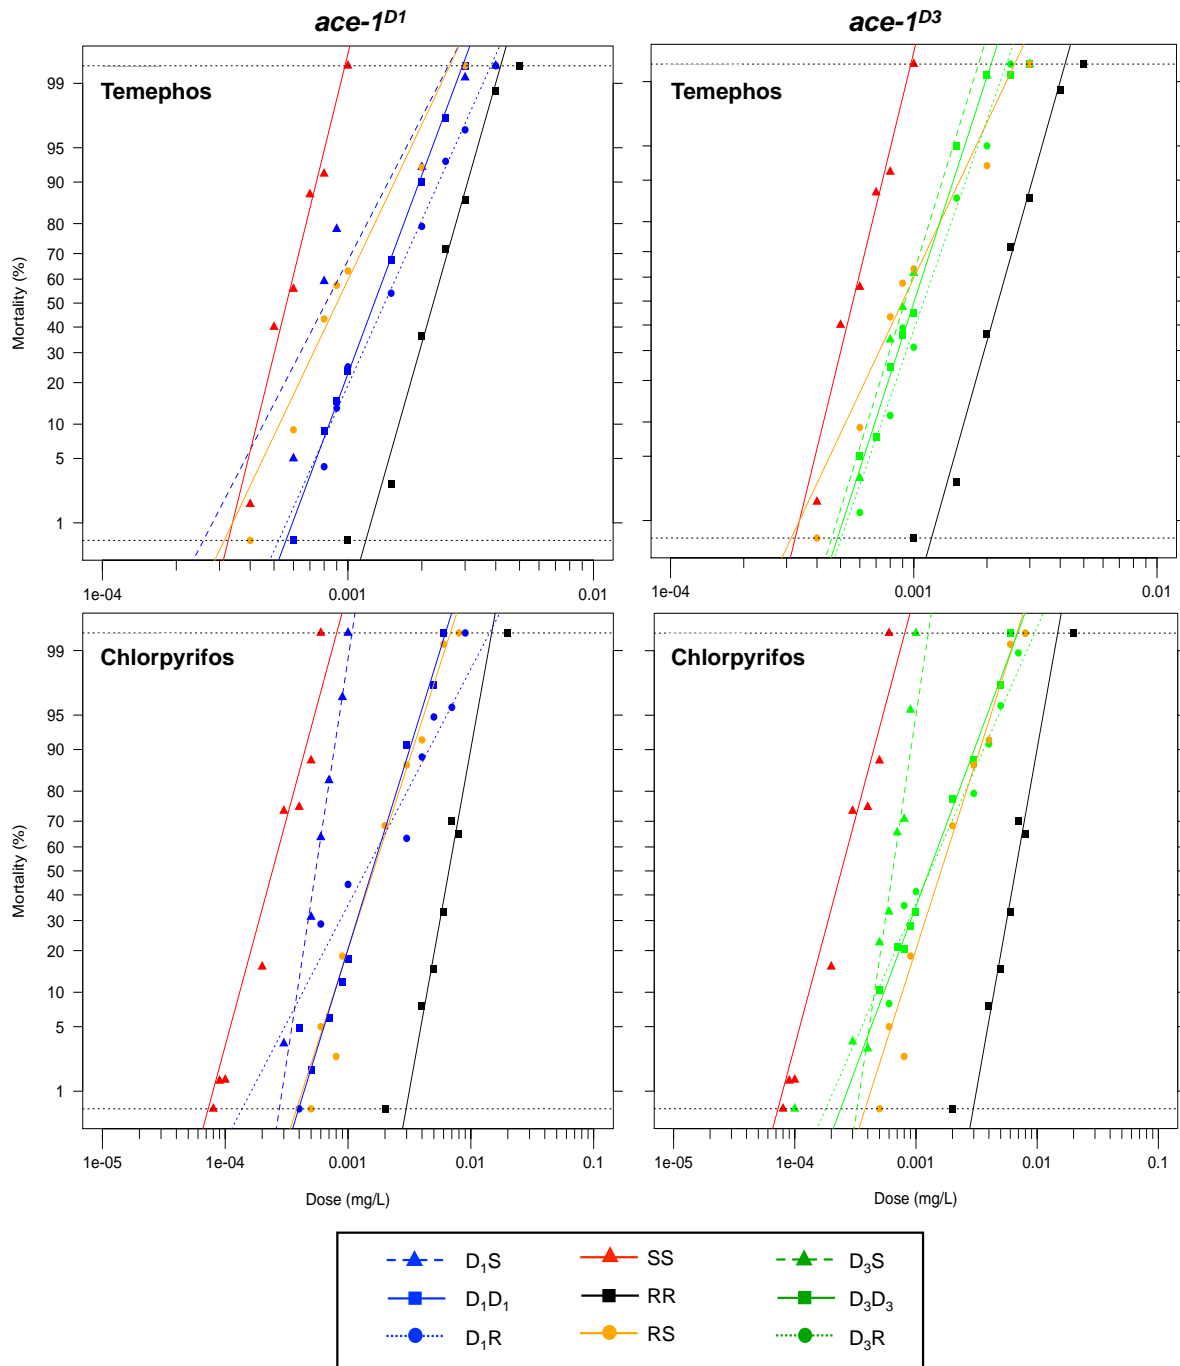 ace-1D1
ace-1D3
Temephos
Temephos
Mortality (%)
99
95
90
80
70
60
50
40
30
20
10
5
1
1e-04
0.001
0.01
1e-04
0.001
0.01
Chlorpyrifos
Chlorpyrifos
Mortality (%)
99
95
90
80
70
60
50
40
30
20
10
5
1
1e-05
1e-04
0.001
0.01
0.1
1e-05
1e-04
0.001
0.01
0.1
Dose (mg/L)
Dose (mg/L)
D1S
SS
D3S
D1D1
RR
D3D3
D1R
RS
D3R